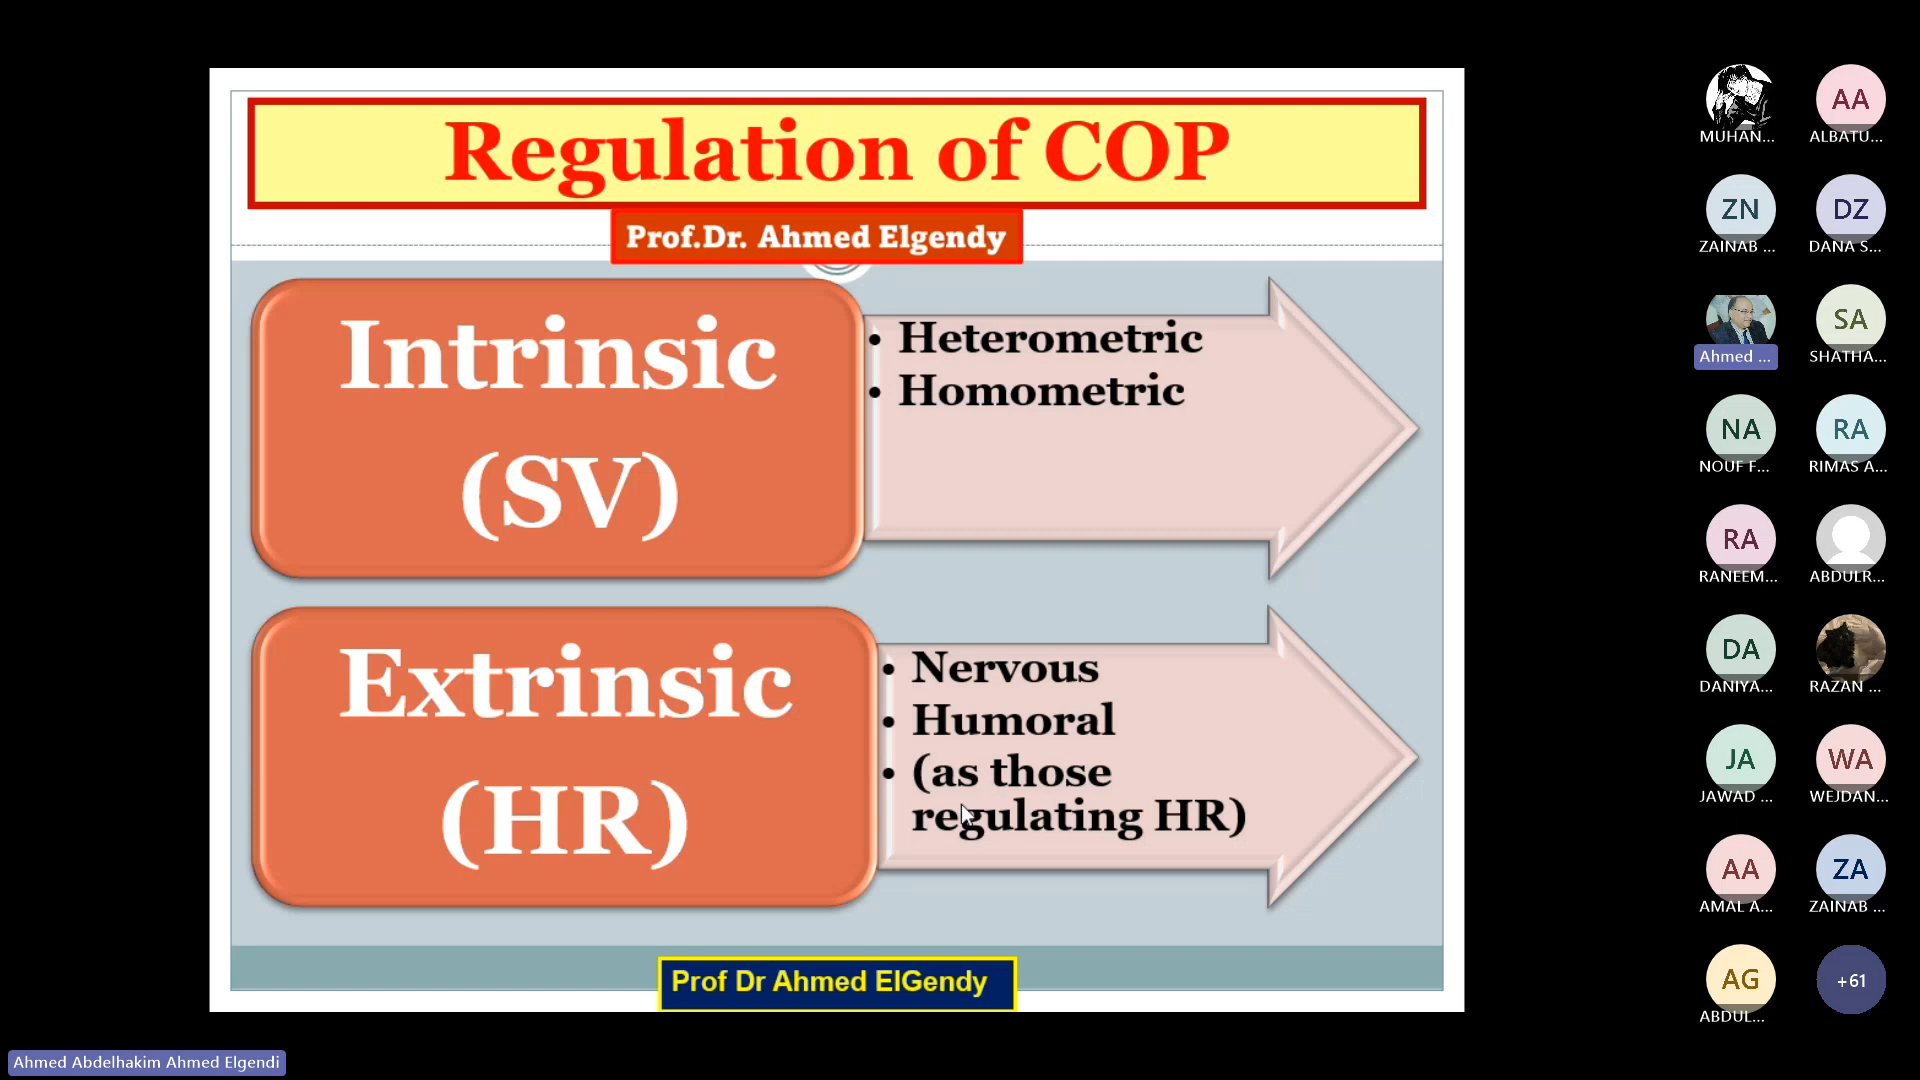 Regulation of COP
Prof.Dr. Ahmed Elgendy
Intrinsic
(SV)
• Heterometric
• Homometric
Extrinsic
(HR)
• Nervous
• Humoral
• (as those
regulating HR)
Prof Dr Ahmed ElGendy
Ahmed Abdelhakim Ahmed Elgendi
MUHAN...
AA
ALBATU...
ZN
ZAINAB ...
DZ
DANA S...
Ahmed ...
SA
SHATHA...
NA
NOUF F...
RA
RIMAS A...
RA
RANEEM...
ABDULR...
DA
DANIYA...
RAZAN ...
JA
JAWAD ...
WA
WEJDAN...
AA
AMAL A...
ZA
ZAINAB ...
AG
ABDUL...
+61